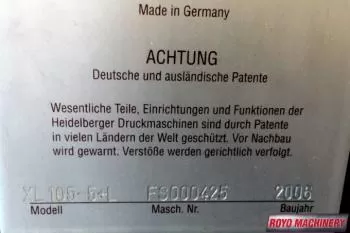 Made in Germany
ACHTUNG
Deutsche und ausländische Patente
Wesentliche Teile, Einrichtungen und Funktionen der
Heidelberger Druckmaschinen sind durch Patente
in vielen Ländern der Welt geschützt. Vor Nachbau
wird gewarnt. Verstöße werden gerichtlich verfolgt.
XL 105-5+L FS000425 2006
Modell Masch. Nr. Baujahr
ROYO MACHINERY